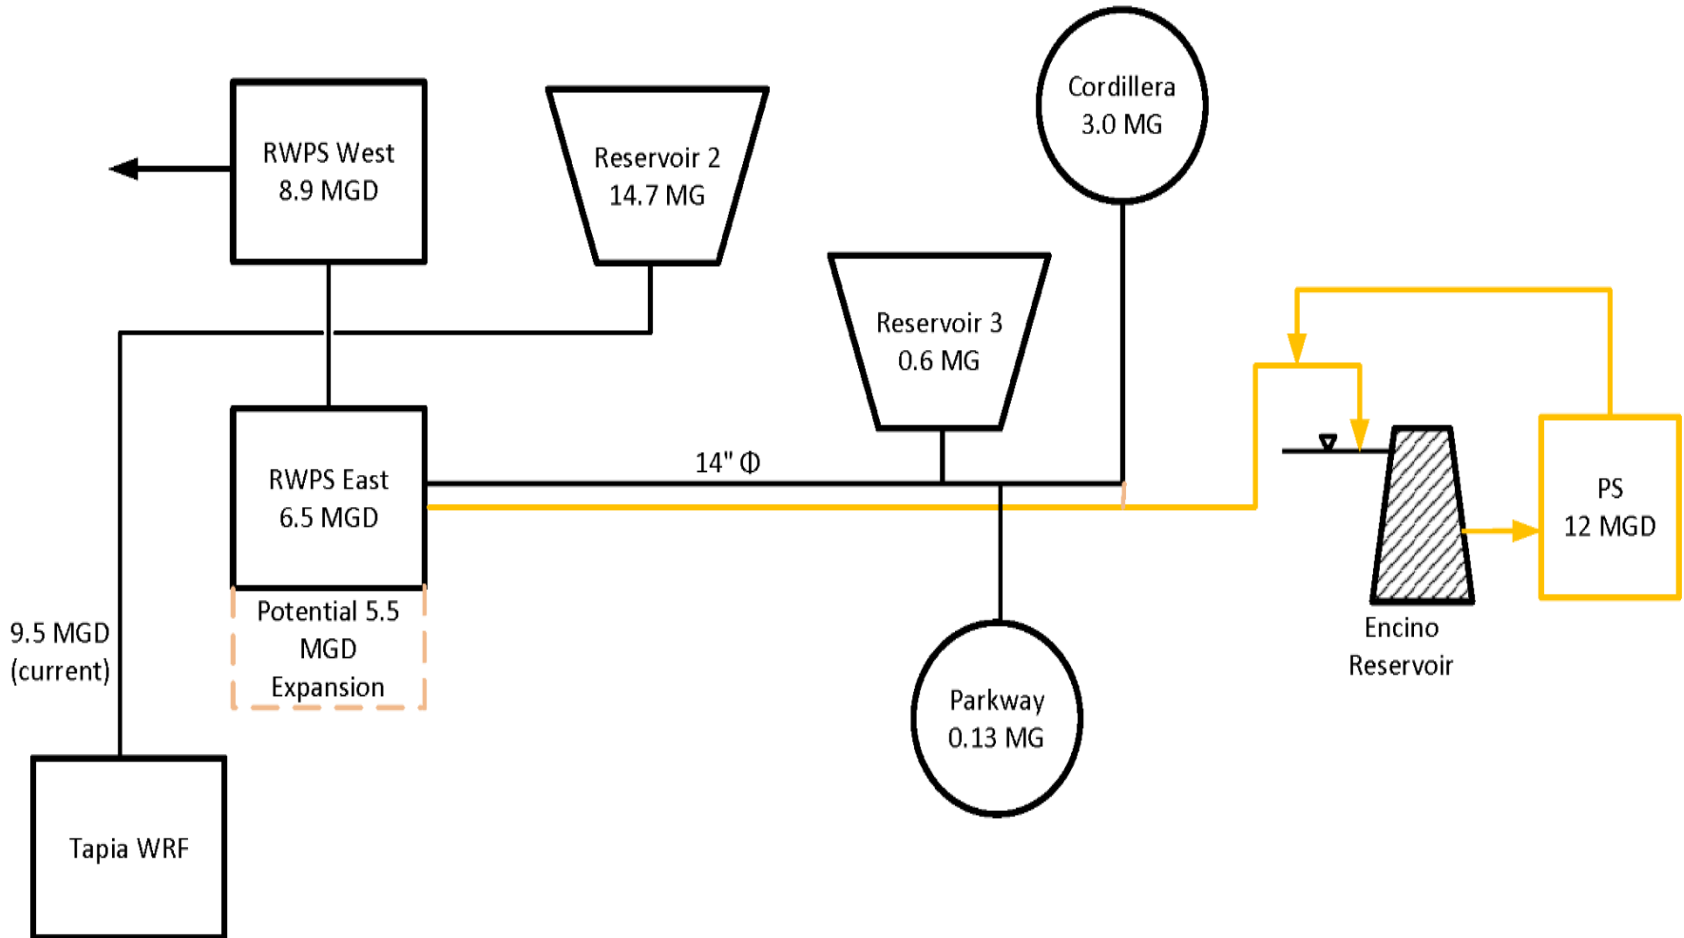 RWPS West
8.9 MGD
Reservoir 2
14.7 MG
Cordillera
3.0 MG
Reservoir 3
0.6 MG
RWPS East
6.5 MGD
14" Φ
PS
12 MGD
Potential 5.5
MGD
Expansion
9.5 MGD
(current)
Encino
Reservoir
Parkway
0.13 MG
Tapia WRF